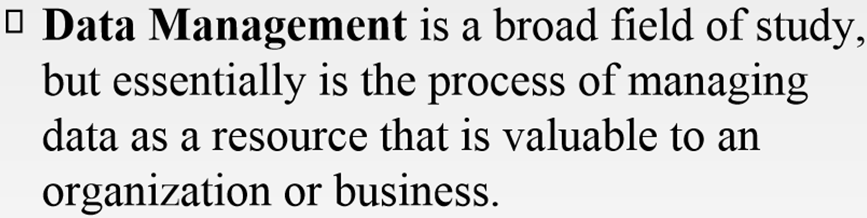 ▯ Data Management is a broad field of study,
but essentially is the process of managing
data as a resource that is valuable to an
organization or business.